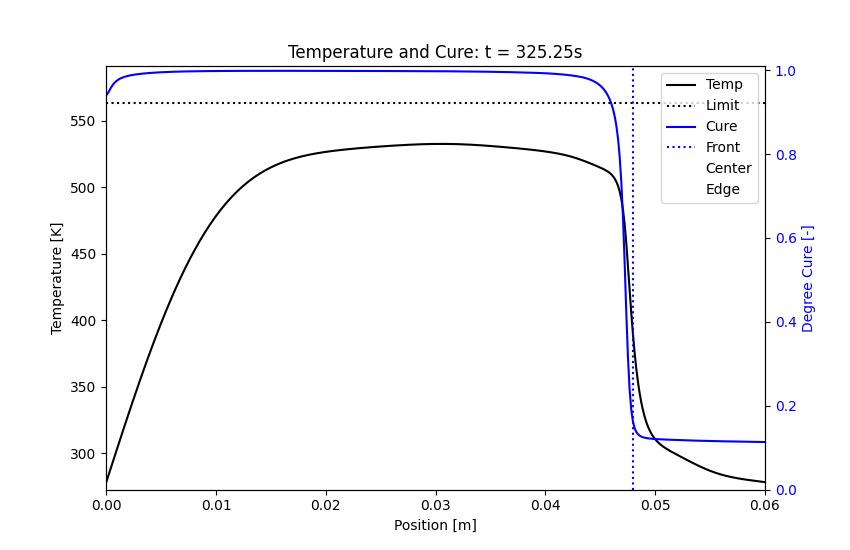 Temperature and Cure: t = 325.25s
Temperature [K]
550
500
450
400
350
300
Temp
Limit
Cure
Front
Center
Edge
1.0
0.8
0.6
0.4
0.2
0.0
Degree Cure [-]
0.00
0.01
0.02
0.03
0.04
0.05
0.06
Position [m]